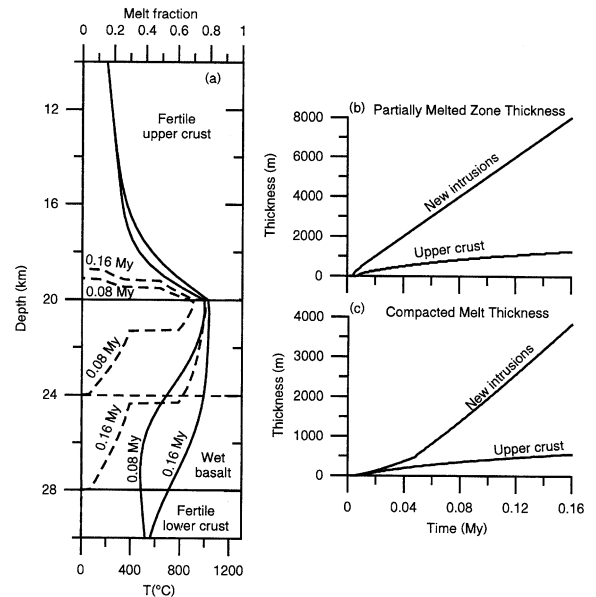 Melt fraction
0 0.2 0.4 0.6 0.8 1
(a)
Fertile
upper crust
12
16
20
24
28
Depth (km)
0.16 My
0.08 My
0.08 My
0.16 My
0.08 My
0.16 My
Wet
basalt
Fertile
lower crust
0 400 800 1200
T(°C)
(b) Partially Melted Zone Thickness
8000
6000
4000
2000
0
Thickness (m)
New intrusions
Upper crust
(c) Compacted Melt Thickness
4000
3000
2000
1000
0
Thickness (m)
New intrusions
Upper crust
0 0.04 0.08 0.12 0.16
Time (My)